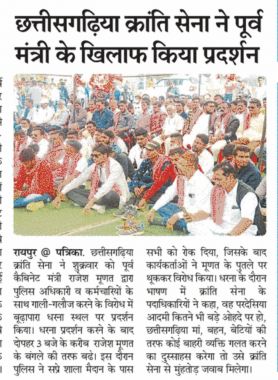 छत्तीसगढ़िया क्रांति सेना ने पूर्व
मंत्री के खिलाफ किया प्रदर्शन
रायपुर @ पत्रिका. छत्तीसगढ़िया
क्रांति सेना ने शुक्रवार को पूर्व
कैबिनेट मंत्री राजेश मूणत द्वारा
पुलिस अधिकारी व कर्मचारियों के
साथ गाली-गलौज करने के विरोध में
बूढ़ापारा धरना स्थल पर प्रदर्शन
किया। धरना प्रदर्शन करने के बाद
दोपहर 3 बजे के करीब राजेश मूणत
के बंगले की तरफ बढ़े। इस दौरान
पुलिस ने सप्रे शाला मैदान के पास
सभी को रोक दिया, जिसके बाद
कार्यकर्ताओं ने मूणत के पुतले पर
थूककर विरोध किया। धरना के दौरान
भाषण में क्रांति सेना के
पदाधिकारियों ने कहा, वह परदेसिया
आदमी कितने भी बड़े ओहदे पर हो,
छत्तीसगढ़िया मां, बहन, बेटियों की
तरफ कोई बाहरी व्यक्ति गलत करने
का दुस्साहस करेगा तो उसे क्रांति
सेना से मुंहतोड़ जवाब मिलेगा।